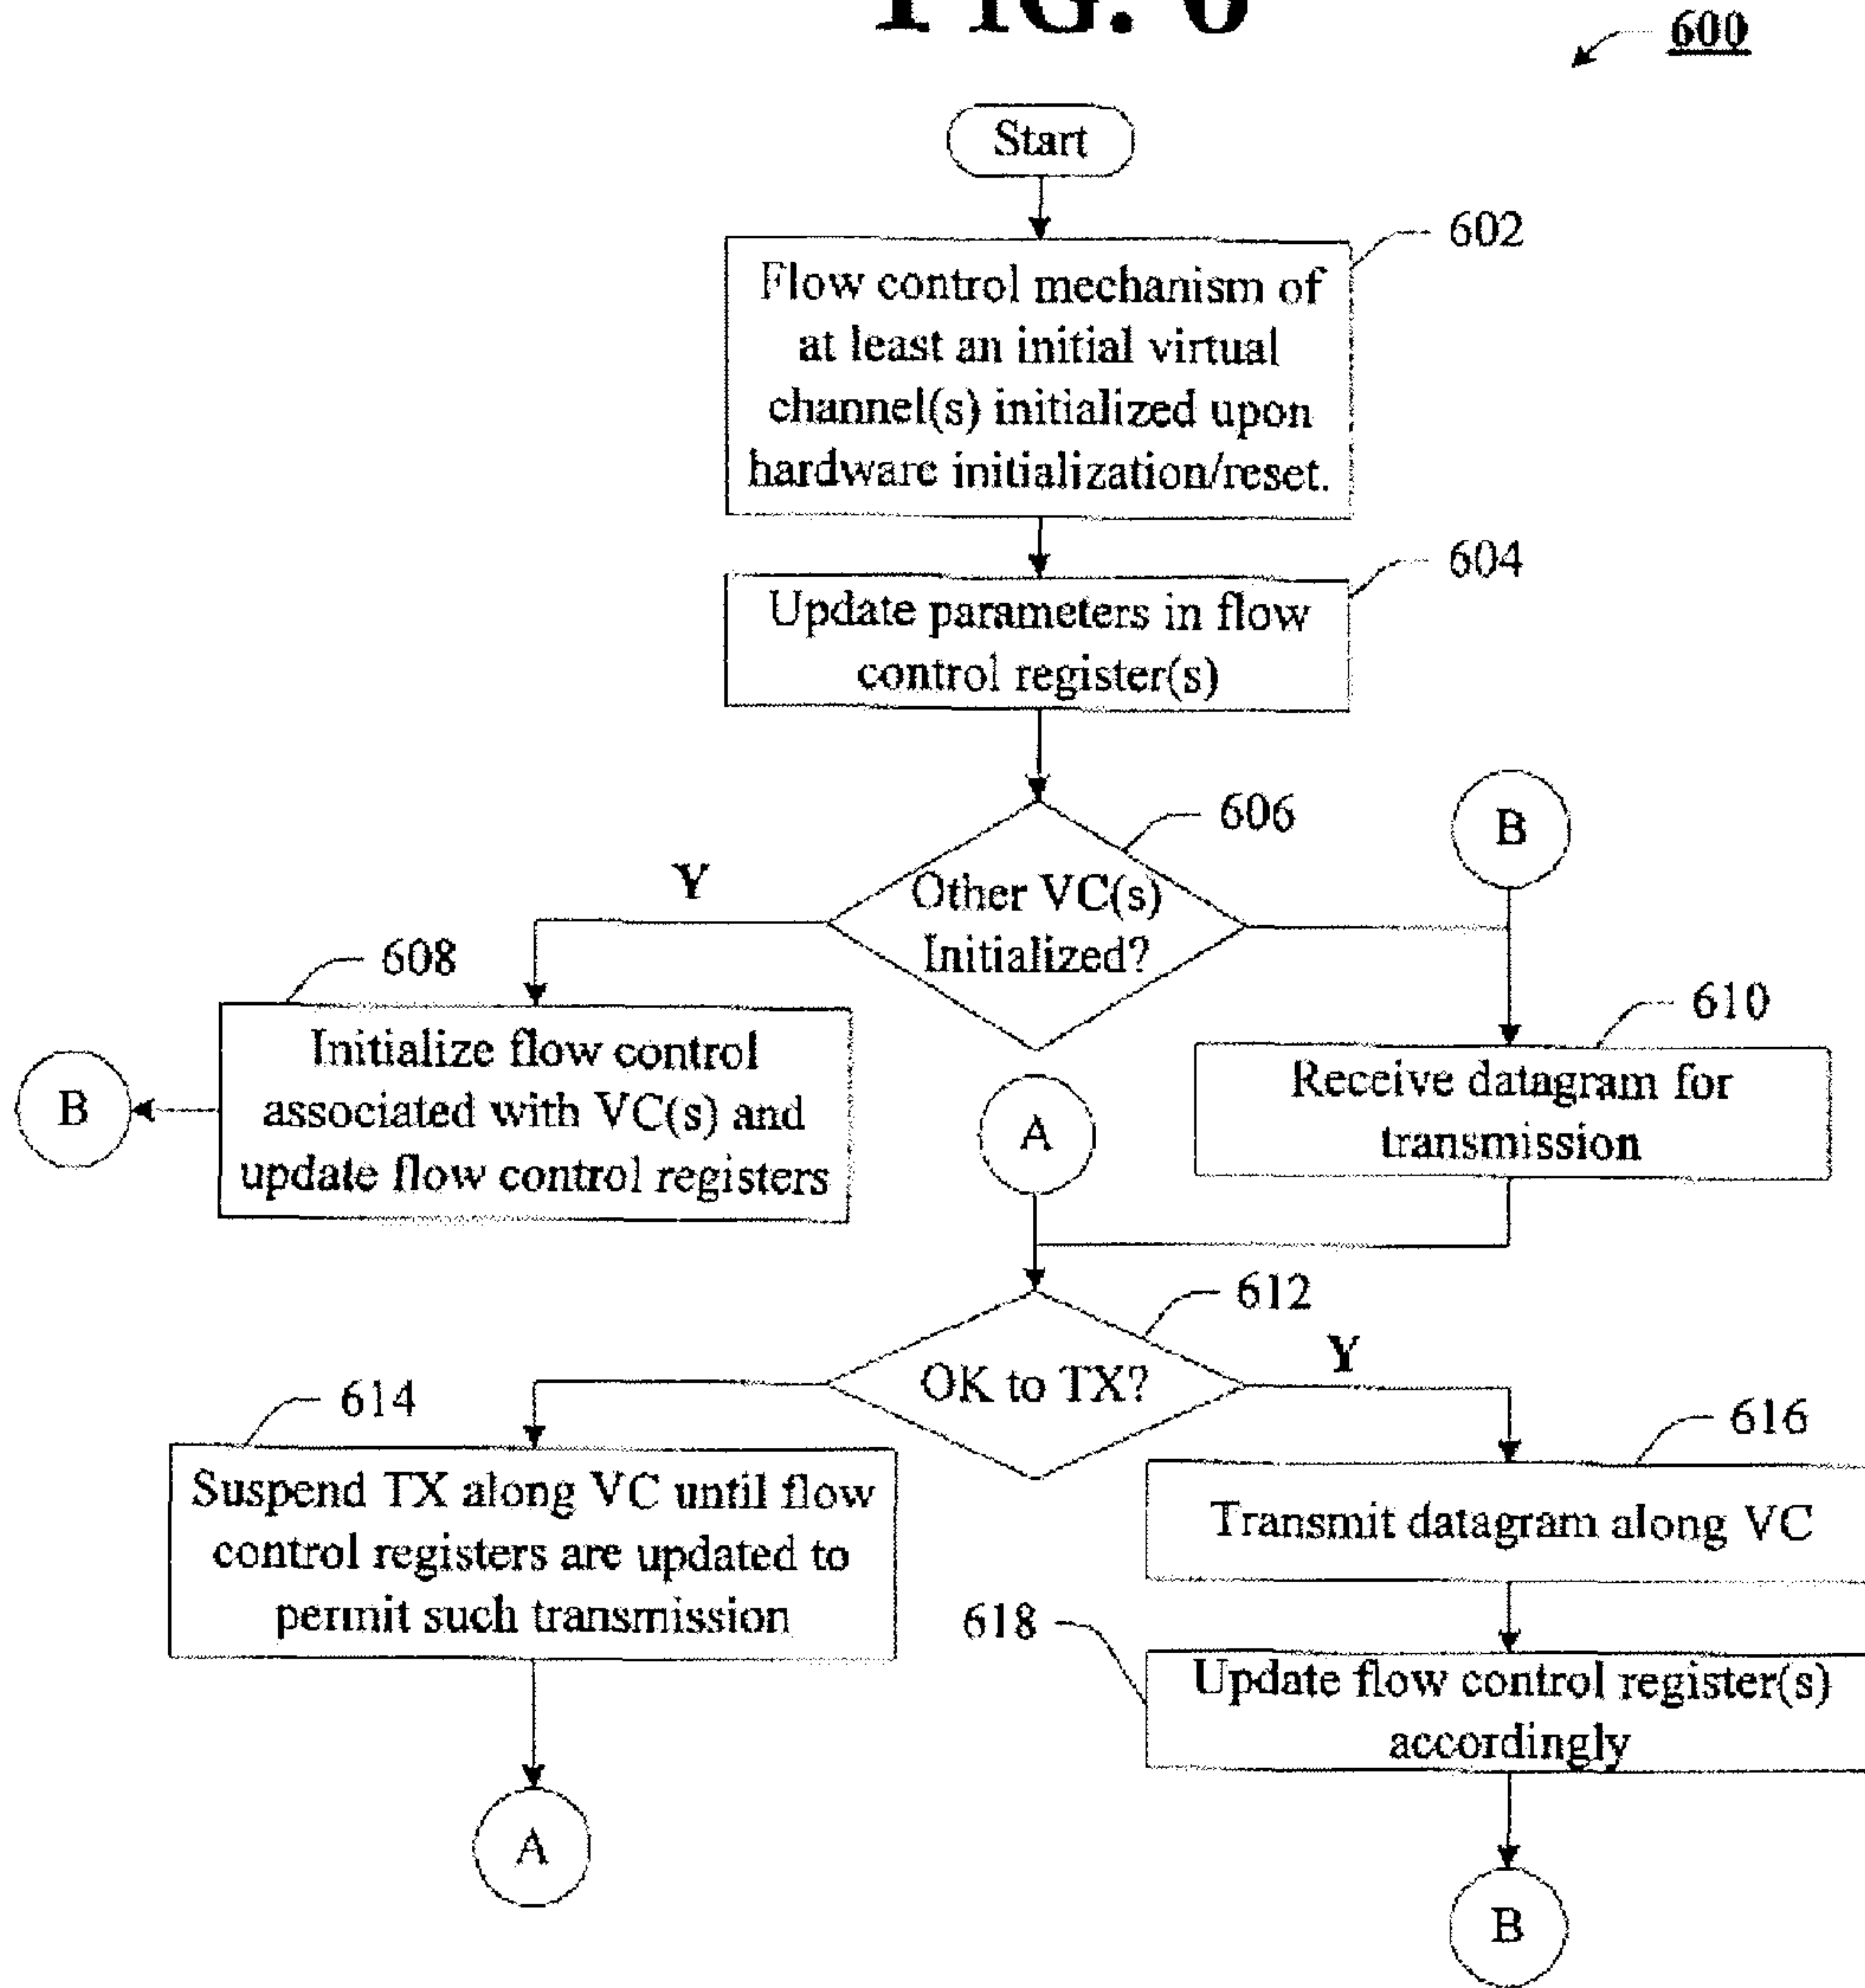 FIG. 6
600
Start
602
Flow control mechanism of
at least an initial virtual
channel(s) initialized upon
hardware initialization/reset.
604
Update parameters in flow
control register(s)
606
B
Y
Other VC(s)
Initialized?
608
610
Initialize flow control
associated with VC(s) and
update flow control registers
B
A
Receive datagram for
transmission
612
OK to TX?
Y
614
616
Suspend TX along VC until flow
control registers are updated to
permit such transmission
Transmit datagram along VC
618
Update flow control register(s)
accordingly
A
B